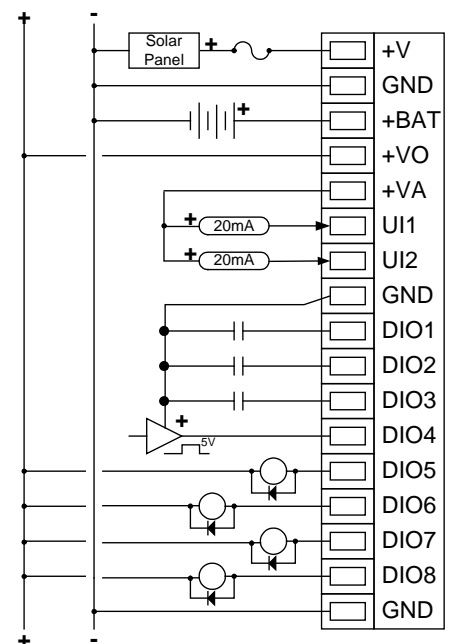 + -
Solar Panel + +V
GND
+ +BAT
+VO
+VA
+ 20mA UI1
+ 20mA UI2
GND
DIO1
DIO2
DIO3
+ 5V DIO4
DIO5
DIO6
DIO7
DIO8
GND
+ -